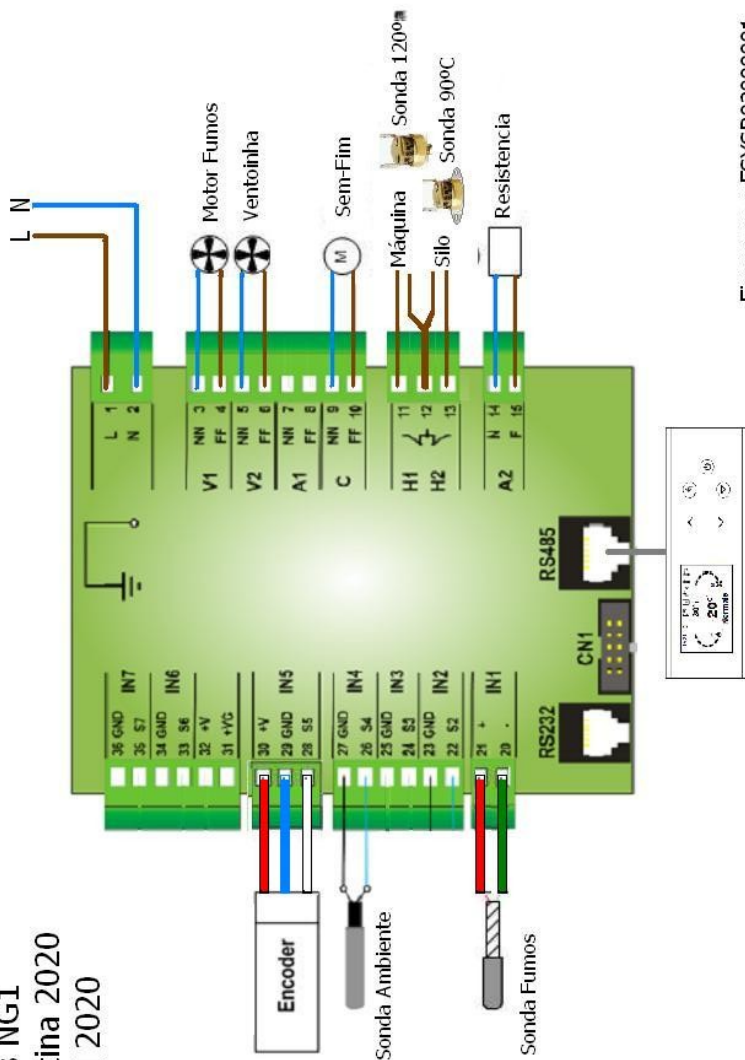 NG1
2020
2020
L N
Motor Fumos
Ventoinha
Sem-Fim
M
Máquina
Sonda 120º
Silo
Sonda 90ºC
Resistencia
L 1
N 2
V1
NN 3
FF 4
V2
NN 5
FF 6
A1
NN 7
FF 8
C
NN 9
FF 10
H1
H2
11
12
13
A2
N 14
F 15
36 GND
35 S7
IN7
34 GND
33 S6
IN6
32 +V
31 +VG
30 +V
29 GND
28 S5
IN5
27 GND
26 S4
IN4
25 GND
24 S3
IN3
23 GND
22 S2
IN2
21 +
20 -
IN1
Encoder
Sonda Ambiente
Sonda Fumos
RS232
CN1
RS485
20°
Normale